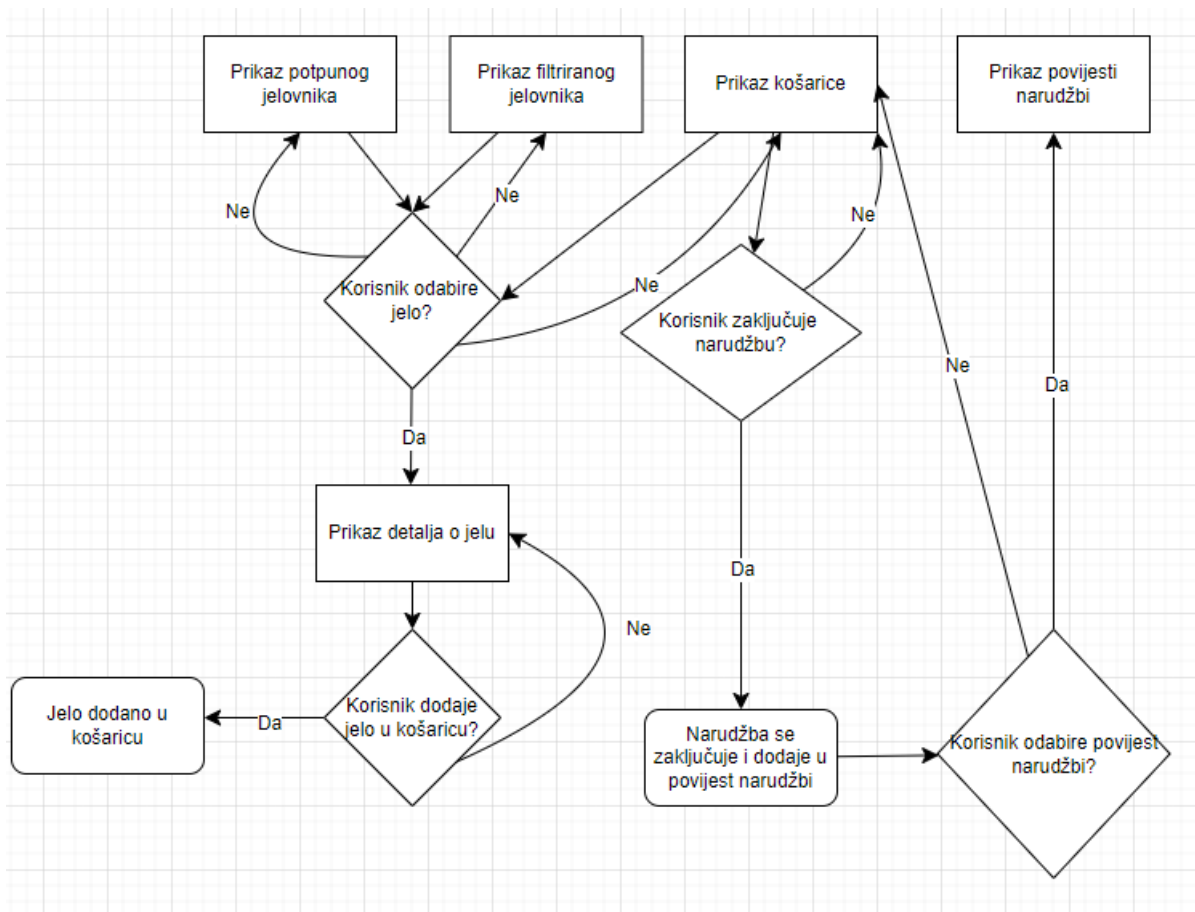 Prikaz potpunog
jelovnika
Prikaz filtriranog
jelovnika
Prikaz košarice
Prikaz povijesti
narudžbi
Ne
Ne
Ne
Ne
Ne
Korisnik odabire
jelo?
Korisnik zaključuje
narudžbu?
Da
Da
Prikaz detalja o jelu
Da
Ne
Korisnik dodaje
jelo u košaricu?
Da
Jelo dodano u
košaricu
Narudžba se
zaključuje i dodaje u
povijest narudžbi
Korisnik odabire povijest
narudžbi?